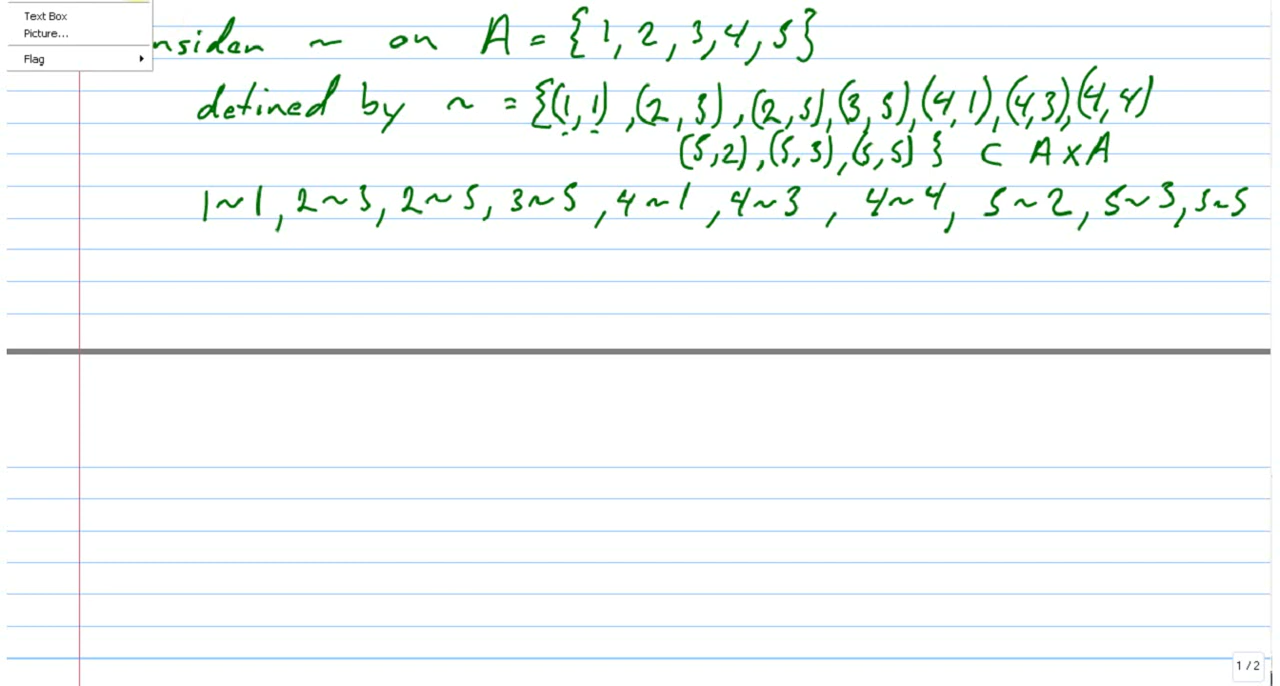 Text Box
Picture...
Flag
nsider ~ on A = {1, 2, 3, 4, 5}
defined by ~ = {(1, 1), (2, 3), (2, 5), (3, 5), (4, 1), (4, 3), (4, 4)
(5, 2), (5, 3), (5, 5)} ⊂ A x A
1 ~ 1, 2 ~ 3, 2 ~ 5, 3 ~ 5, 4 ~ 1, 4 ~ 3, 4 ~ 4, 5 ~ 2, 5 ~ 3, 5 ~ 5
1 / 2